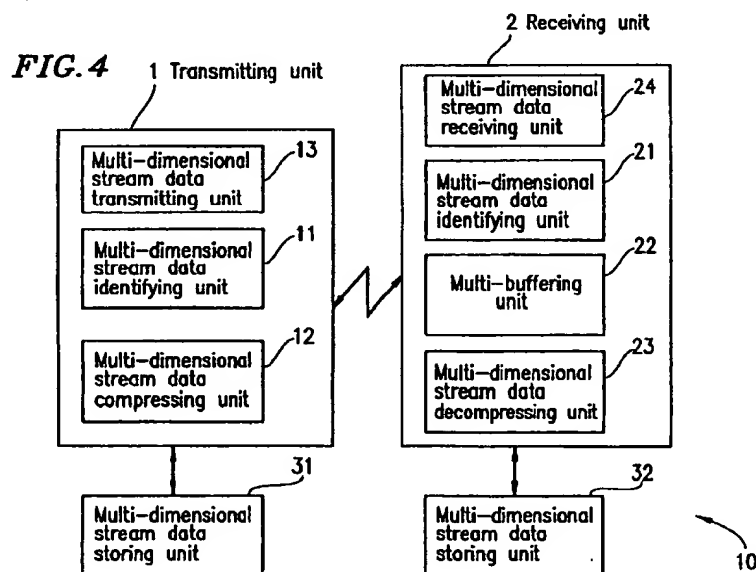 FIG. 4
1 Transmitting unit
13
Multi-dimensional
stream data
transmitting unit
11
Multi-dimensional
stream data
identifying unit
12
Multi-dimensional
stream data
compressing unit
31
Multi-dimensional
stream data
storing unit
2 Receiving unit
24
Multi-dimensional
stream data
receiving unit
21
Multi-dimensional
stream data
identifying unit
22
Multi-buffering
unit
23
Multi-dimensional
stream data
decompressing unit
32
Multi-dimensional
stream data
storing unit
10